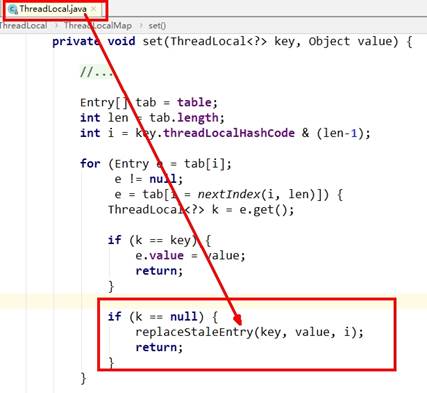 ThreadLocal.java
ThreadLocal ThreadLocalMap set()
private void set(ThreadLocal<?> key, Object value) {
//...
Entry[] tab = table;
int len = tab.length;
int i = key.threadLocalHashCode & (len-1);
for (Entry e = tab[i];
e != null;
e = tab[i = nextIndex(i, len)]) {
ThreadLocal<?> k = e.get();
if (k == key) {
e.value = value;
return;
}
if (k == null) {
replaceStaleEntry(key, value, i);
return;
}
}